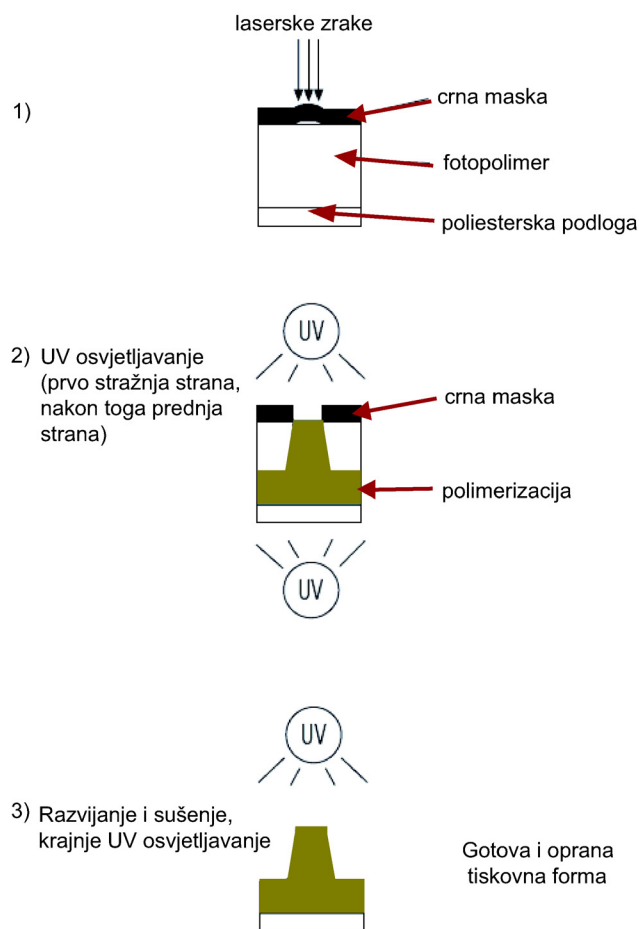 laserske zrake
1)
crna maska
fotopolimer
poliesterska podloga
UV
2) UV osvjetljavanje
(prvo stražnja strana,
nakon toga prednja
strana)
crna maska
polimerizacija
UV
UV
3) Razvijanje i sušenje,
krajnje UV osvjetljavanje
Gotova i oprana
tiskovna forma